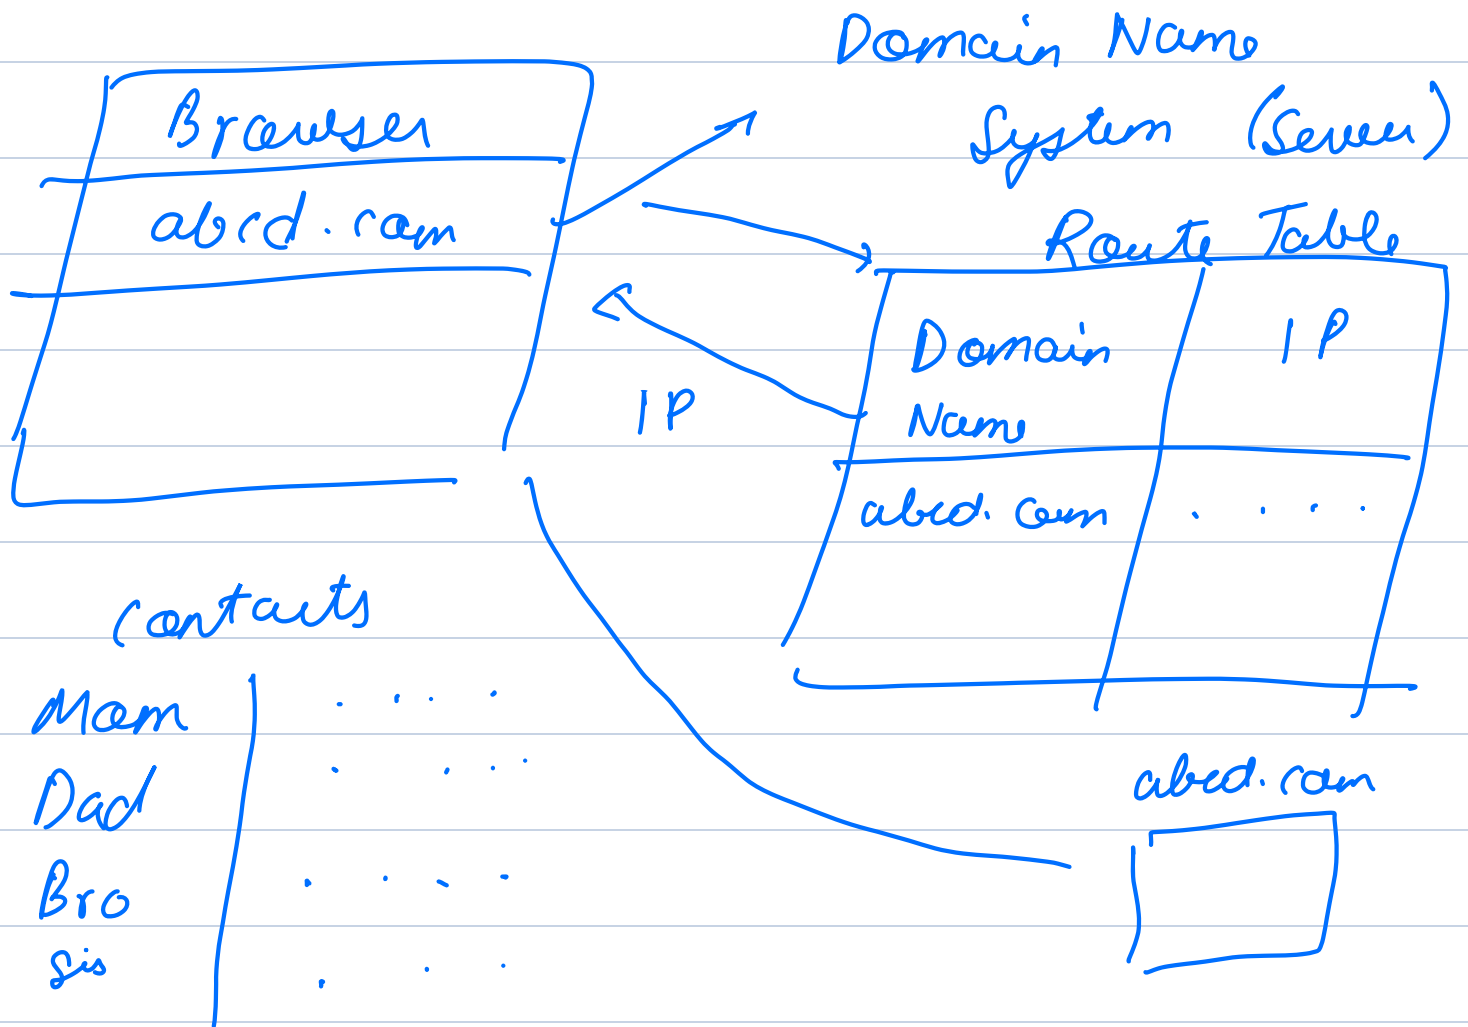 Domain Name
System (Server)
Browser
abcd.com
Route Table
Domain
Name
IP
IP
abcd.com . . . .
contacts
Mom . . . .
Dad . . . .
Bro . . . .
Sis . . .
abcd.com